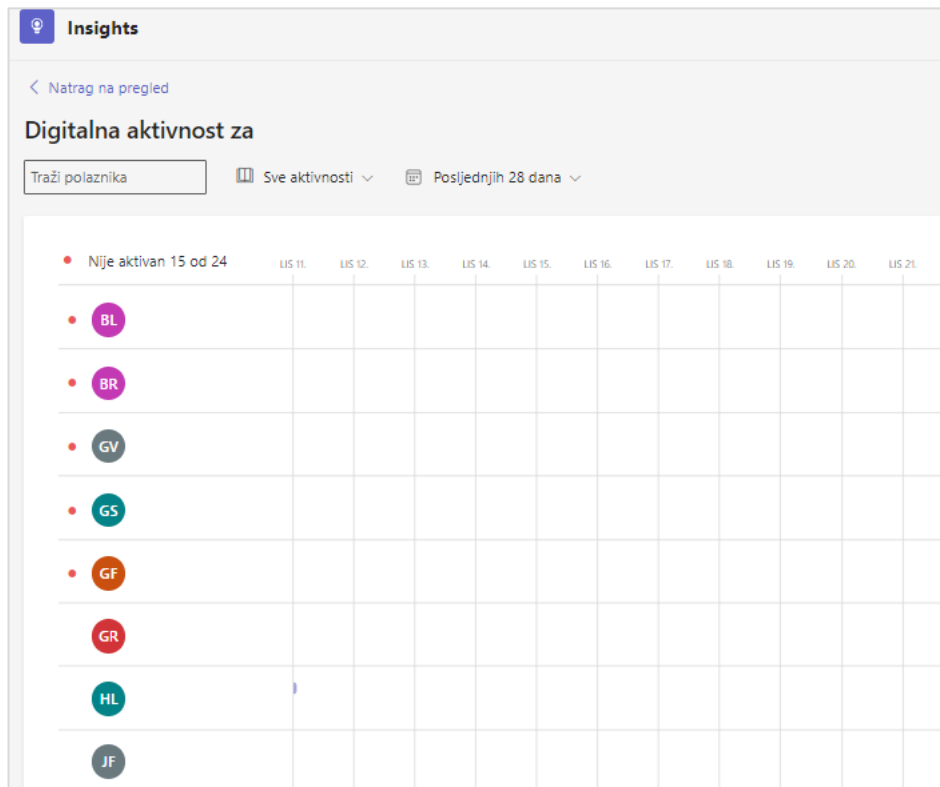 Insights
Natrag na pregled
Digitalna aktivnost za
Traži polaznika Sve aktivnosti Posljednjih 28 dana
Nije aktivan 15 od 24 LIS 11. LIS 12. LIS 13. LIS 14. LIS 15. LIS 16. LIS 17. LIS 18. LIS 19. LIS 20. LIS 21.
BL
BR
GV
GS
GF
GR
HL
JF